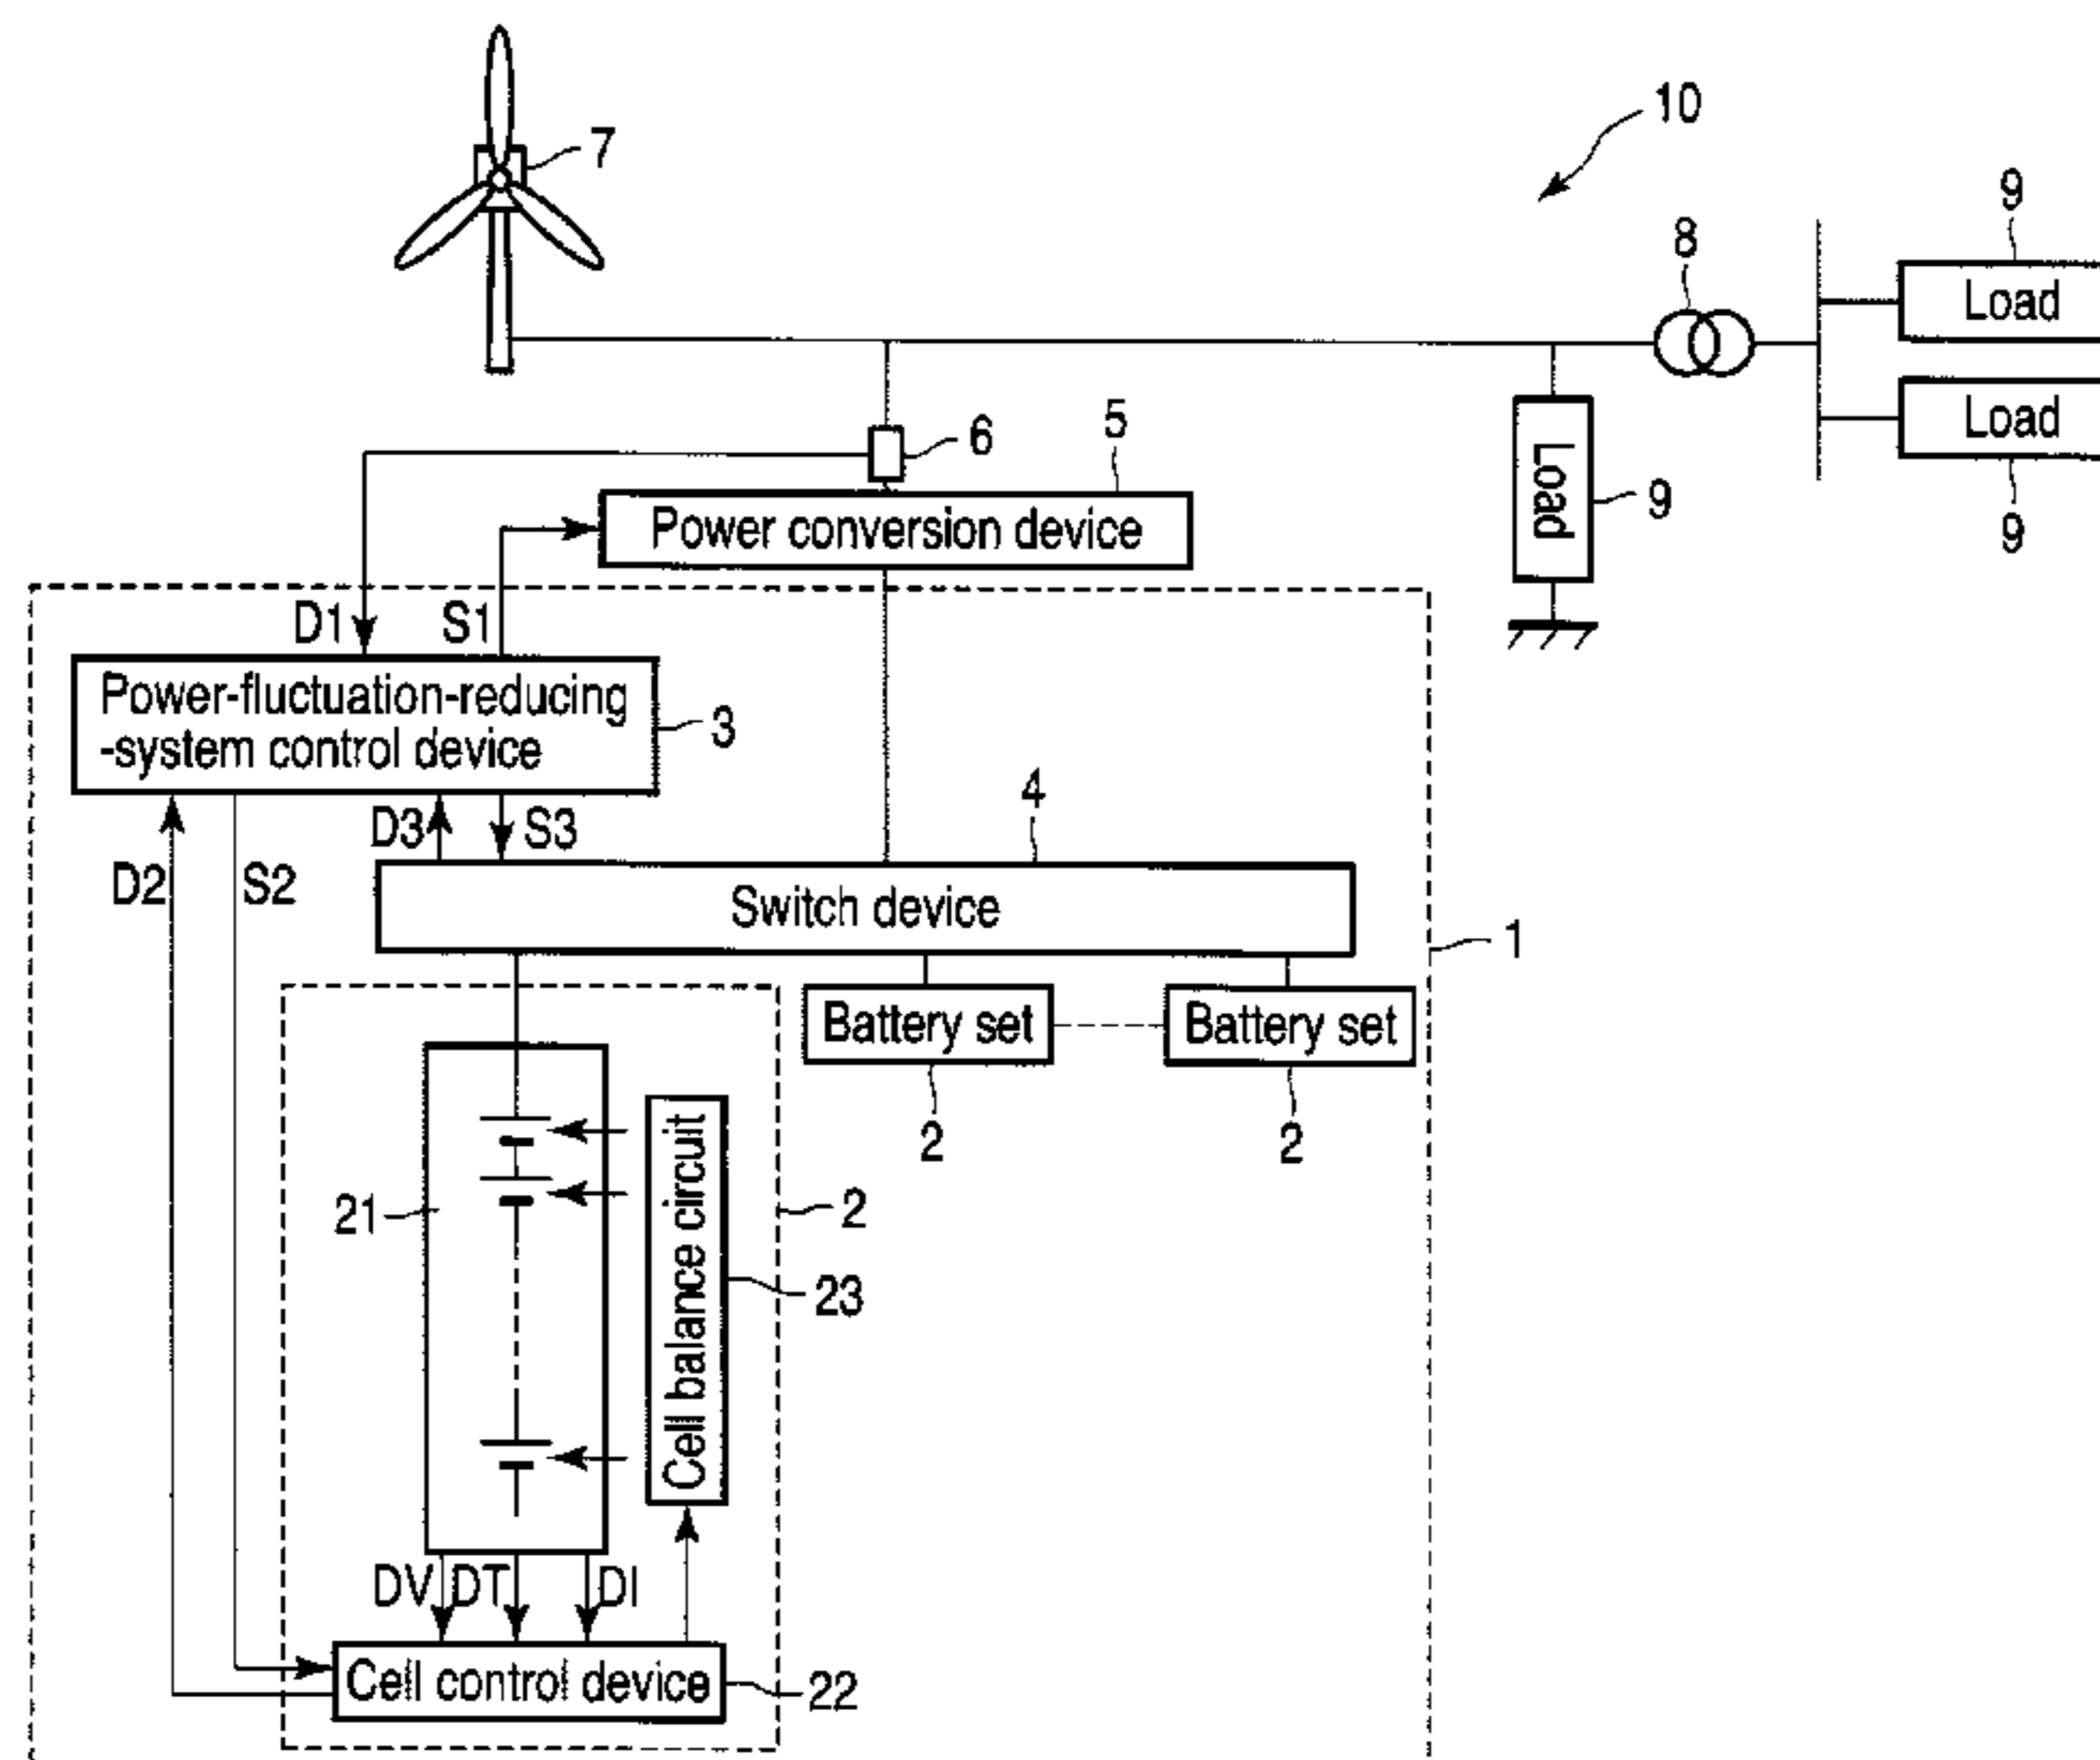 10
7
9
8
Load
Load
9
6
5
Load
9
Power conversion device
D1
S1
Power-fluctuation-reducing
-system control device
3
D3
S3
4
D2
S2
Switch device
1
Battery set
Battery set
2
2
21
Cell balance circuit
2
23
DV
DT
DI
Cell control device
22
9